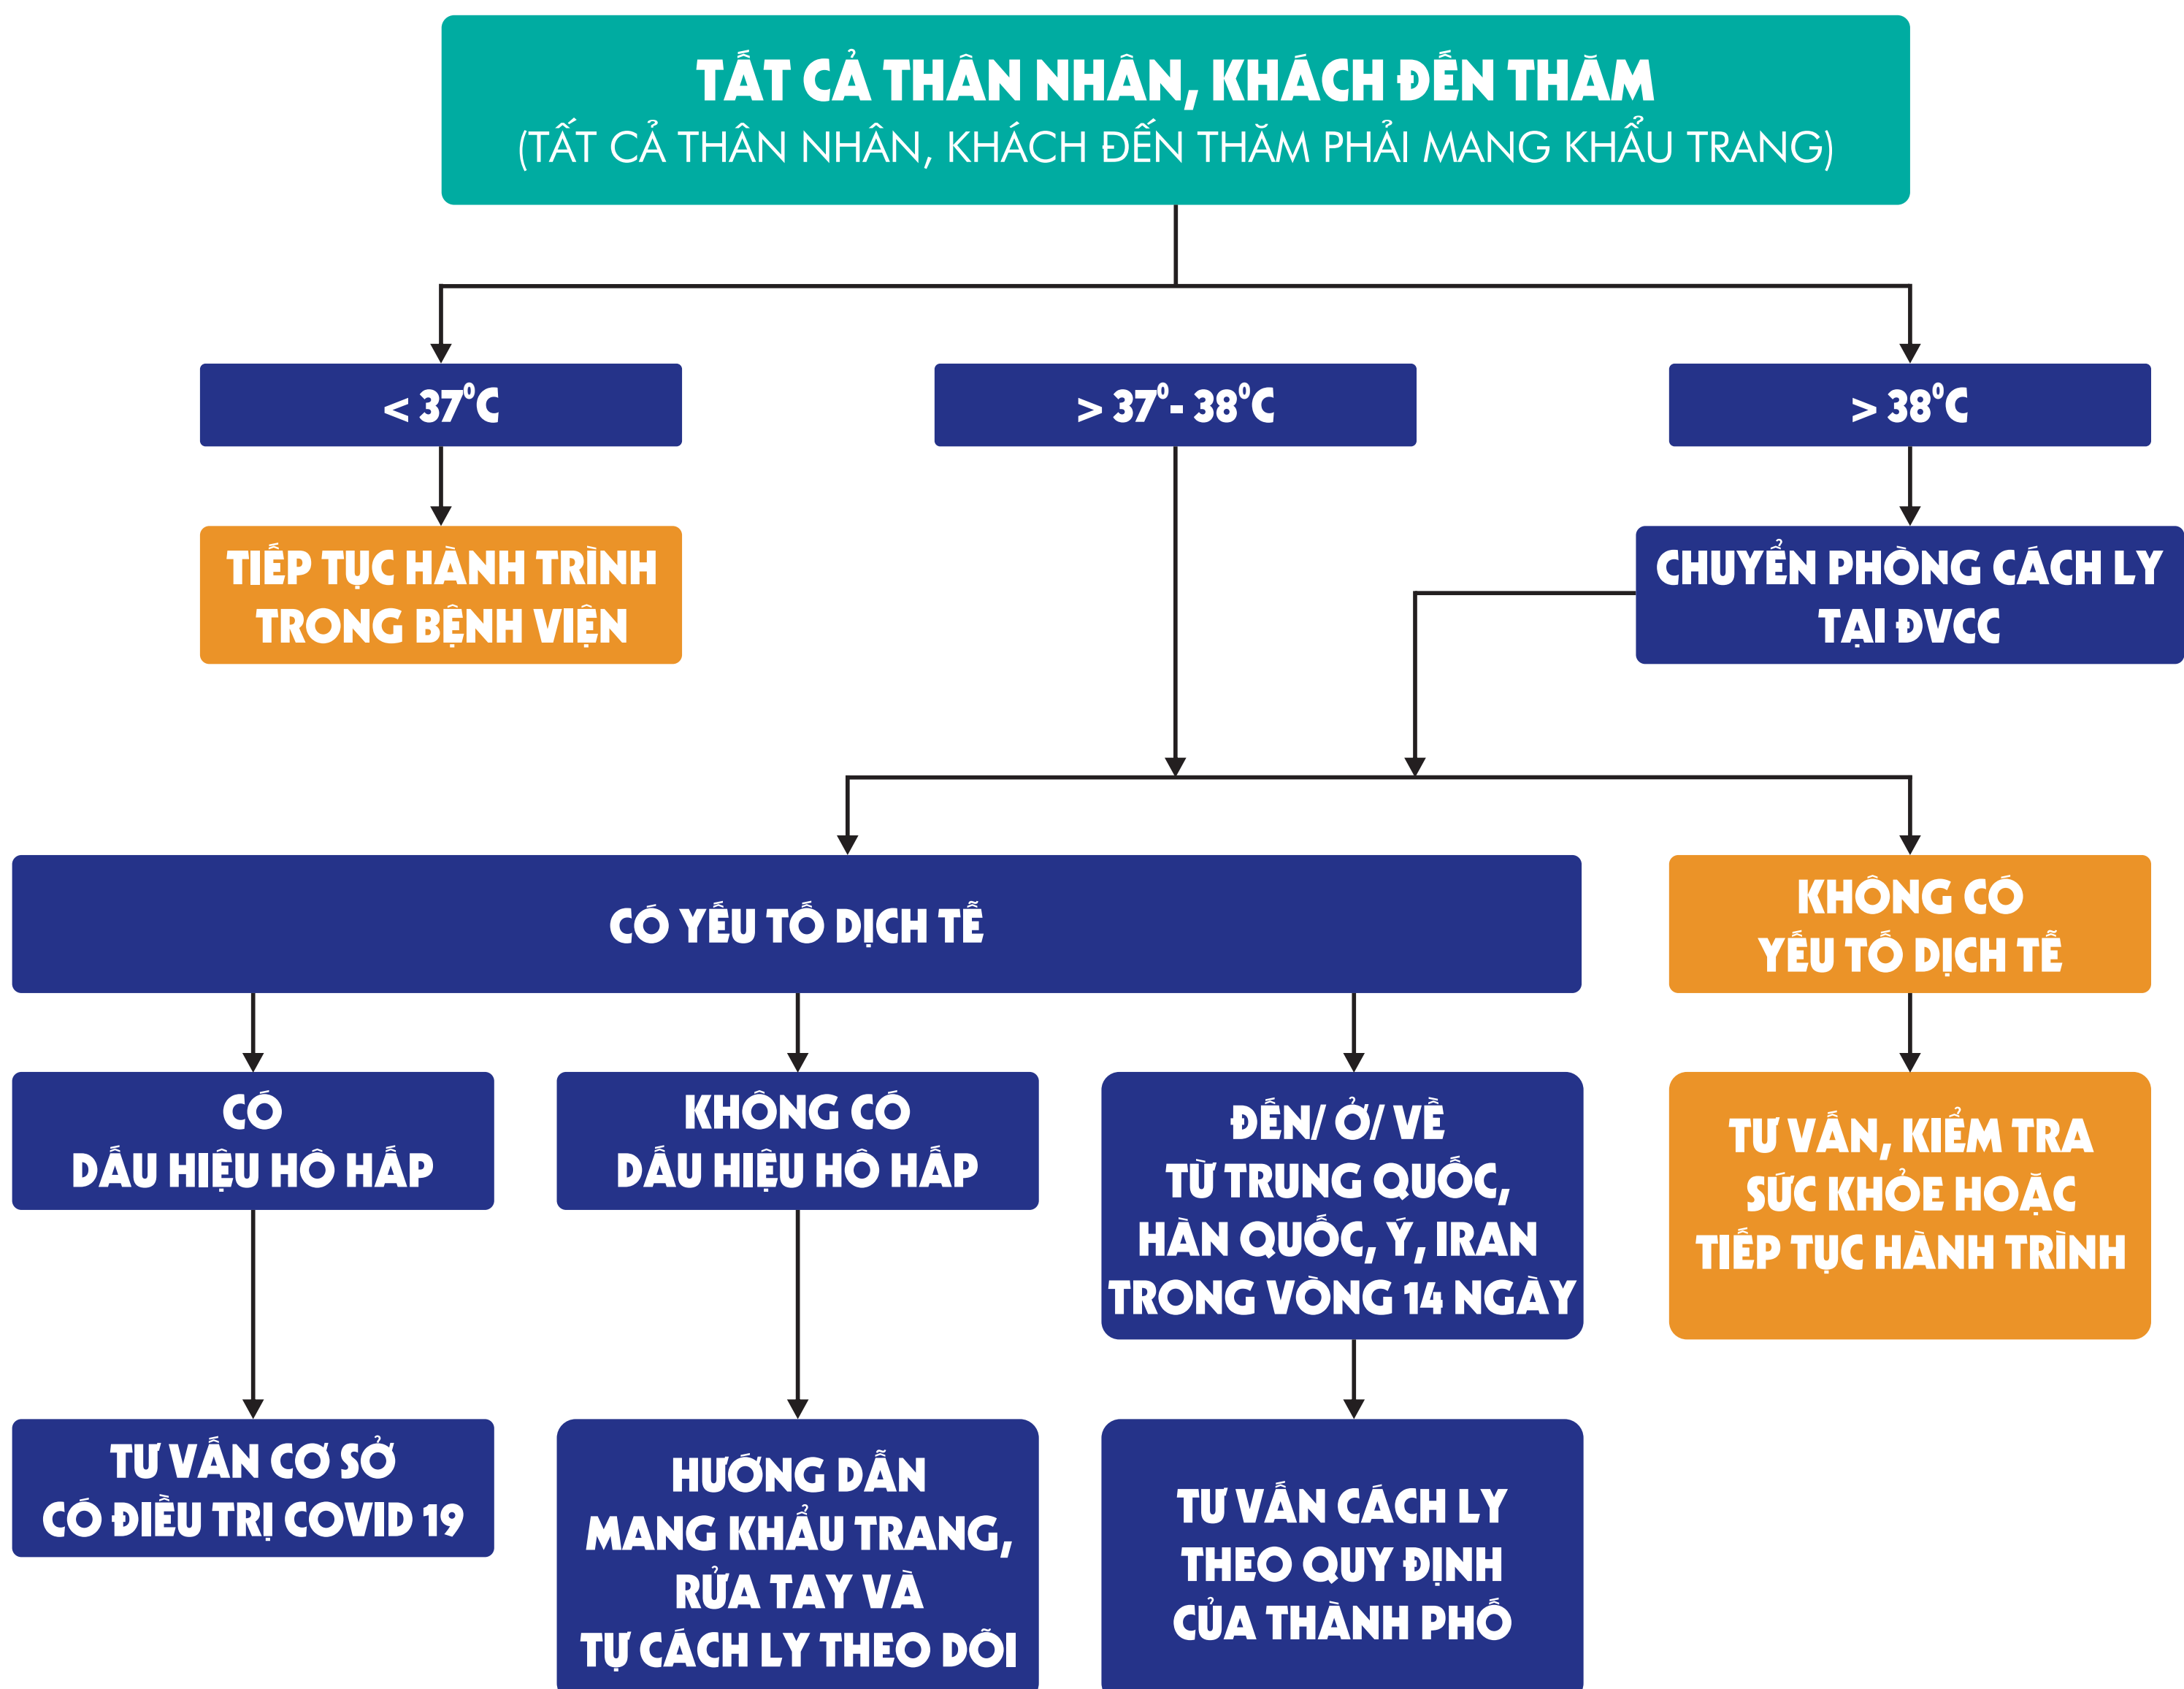 TẤT CẢ THÂN NHÂN, KHÁCH ĐẾN THĂM
(TẤT CẢ THÂN NHÂN, KHÁCH ĐẾN THĂM PHẢI MANG KHẨU TRANG)
< 37⁰C
> 37⁰- 38⁰C
> 38⁰C
TIẾP TỤC HÀNH TRÌNH
TRONG BỆNH VIỆN
CHUYỂN PHÒNG CÁCH LY
TẠI ĐVCC
CÓ YẾU TỐ DỊCH TỄ
KHÔNG CÓ
YẾU TỐ DỊCH TỄ
CÓ
DẤU HIỆU HÔ HẤP
KHÔNG CÓ
DẤU HIỆU HÔ HẤP
ĐẾN/ Ở/ VỀ
TỪ TRUNG QUỐC,
HÀN QUỐC, Ý, IRAN
TRONG VÒNG 14 NGÀY
TƯ VẤN, KIỂM TRA
SỨC KHỎE HOẶC
TIẾP TỤC HÀNH TRÌNH
TƯ VẤN CƠ SỞ
CÓ ĐIỀU TRỊ COVID 19
HƯỚNG DẪN
MANG KHẨU TRANG,
RỬA TAY VÀ
TỰ CÁCH LY THEO DÕI
TƯ VẤN CÁCH LY
THEO QUY ĐỊNH
CỦA THÀNH PHỐ